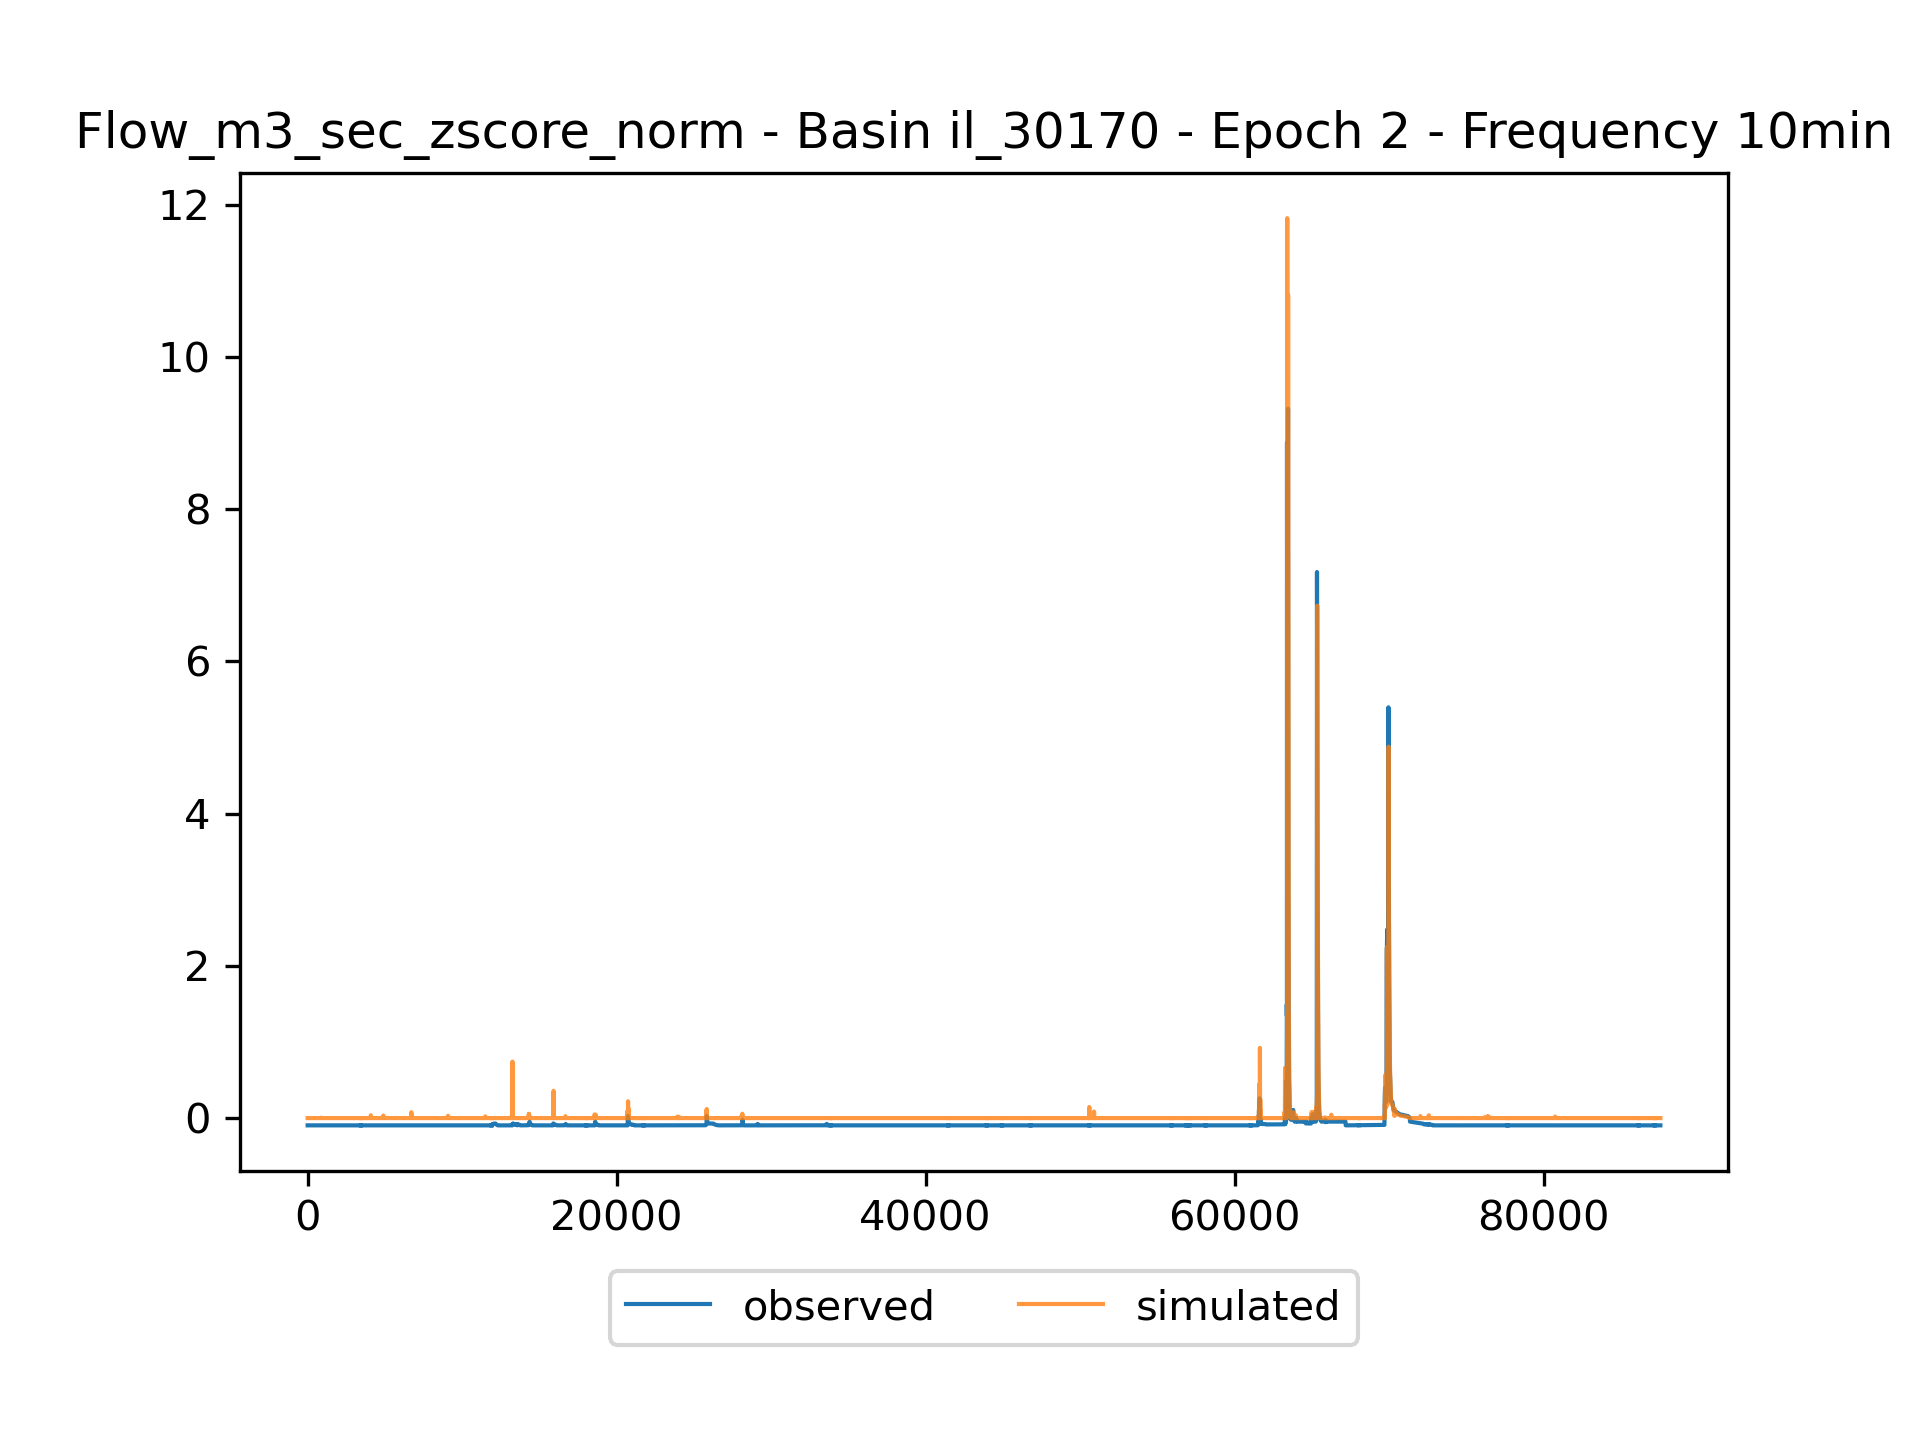 Flow_m3_sec_zscore_norm - Basin il_30170 - Epoch 2 - Frequency 10min
12
10
8
6
4
2
0
0 20000 40000 60000 80000
observed simulated